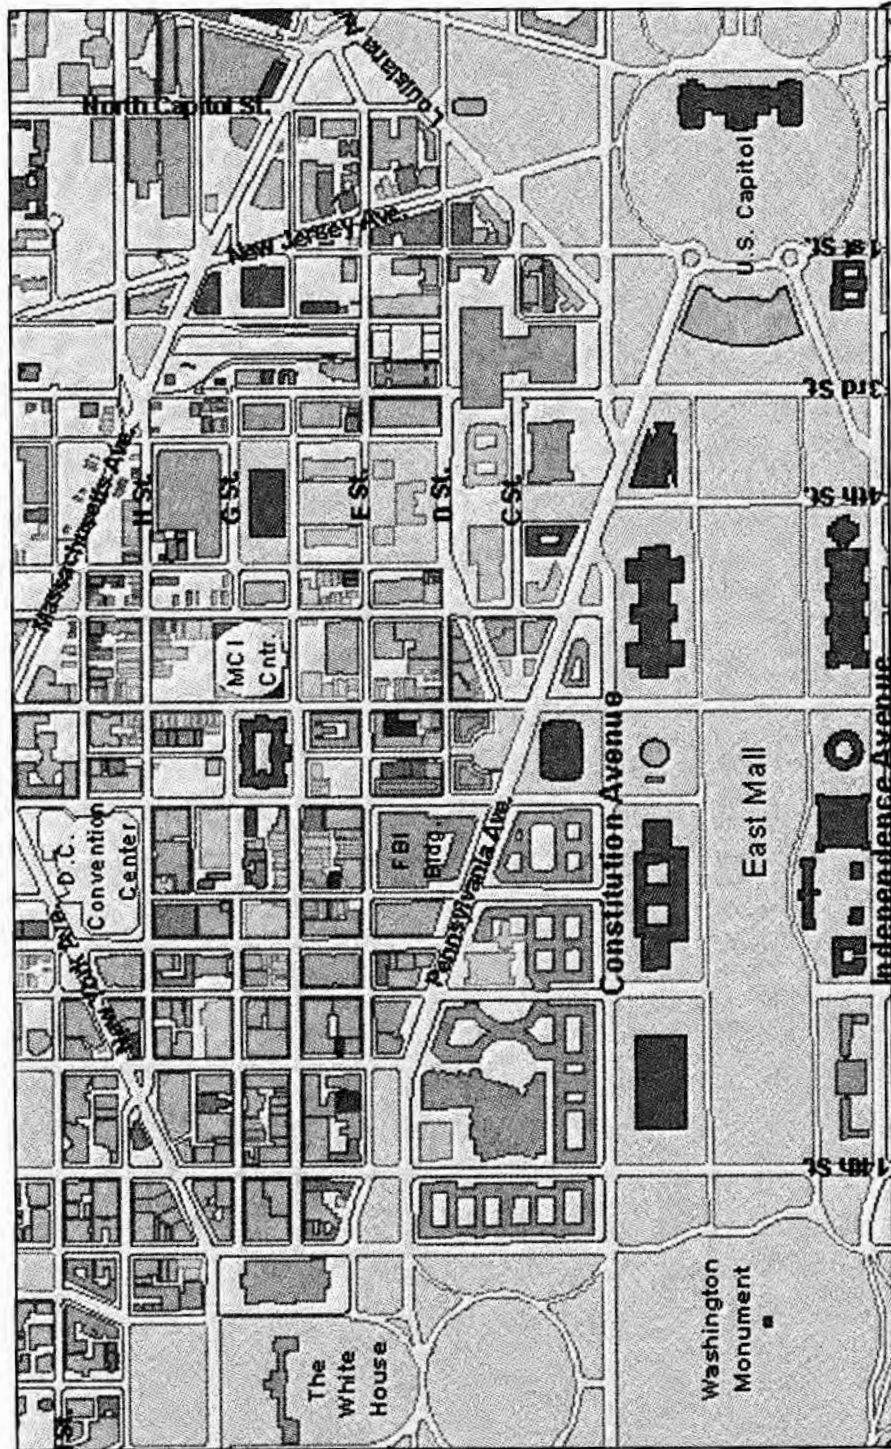 North Capitol St.
Louisiana Av
New Jersey Ave.
U.S. Capitol
1st St.
3rd St.
4th St.
Massachusetts Ave.
H St.
G St.
E St.
D St.
C St.
MCI
Cntr.
Constitution Avenue
Independence Avenue
East Mall
D.C.
Convention
Center
New York Ave.
FBI
Bldg.
Pennsylvania Ave.
14th St.
Washington
Monument
The
White
House
St.